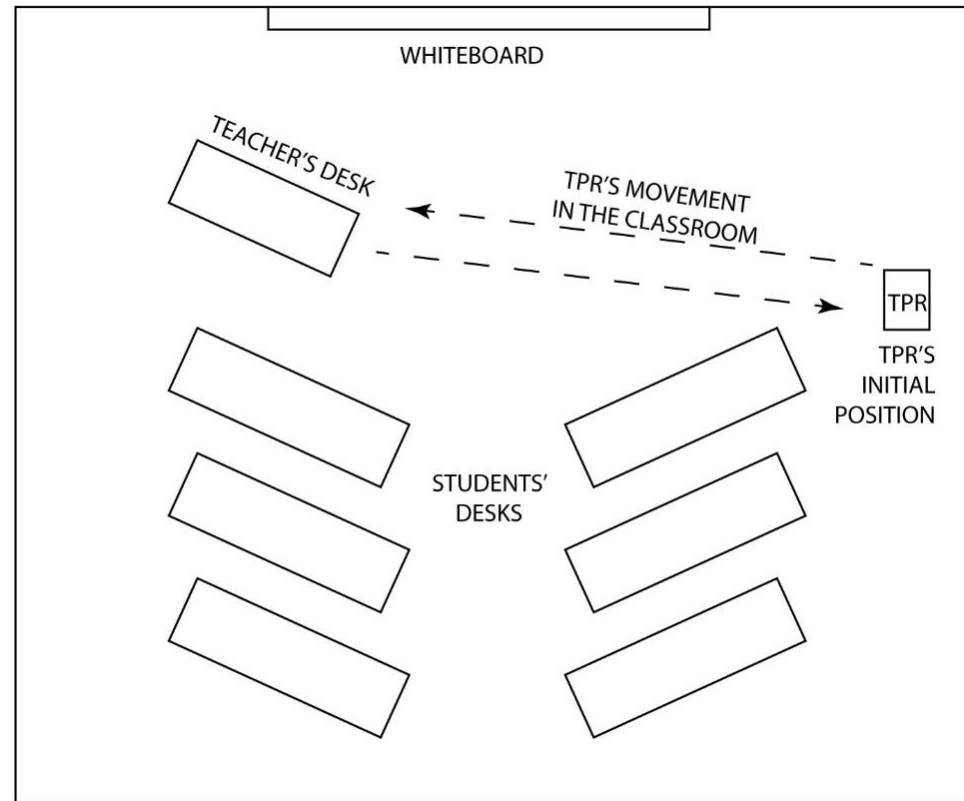 WHITEBOARD
TEACHER'S DESK
TPR'S MOVEMENT
IN THE CLASSROOM
TPR
TPR'S
INITIAL
POSITION
STUDENTS'
DESKS